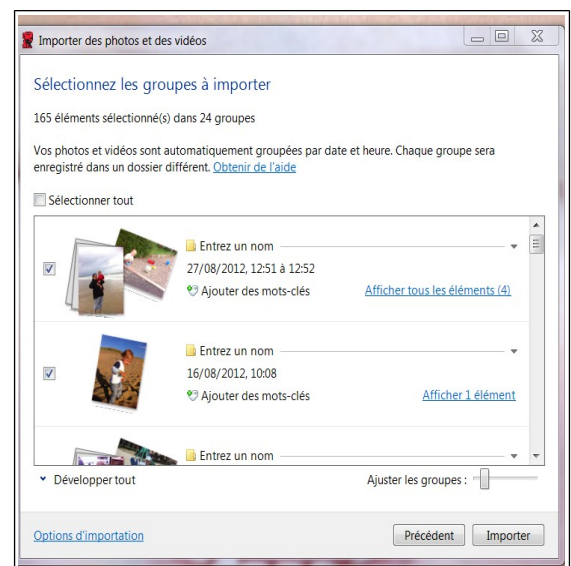 Importer des photos et des vidéos
Sélectionnez les groupes à importer
165 éléments sélectionné(s) dans 24 groupes
Vos photos et vidéos sont automatiquement groupées par date et heure. Chaque groupe sera
enregistré dans un dossier différent. Obtenir de l'aide
Sélectionner tout
Entrez un nom
27/08/2012, 12:51 à 12:52
Ajouter des mots-clés Afficher tous les éléments (4)
Entrez un nom
16/08/2012, 10:08
Ajouter des mots-clés Afficher 1 élément
Entrez un nom
Développer tout Ajuster les groupes :
Options d'importation Précédent Importer